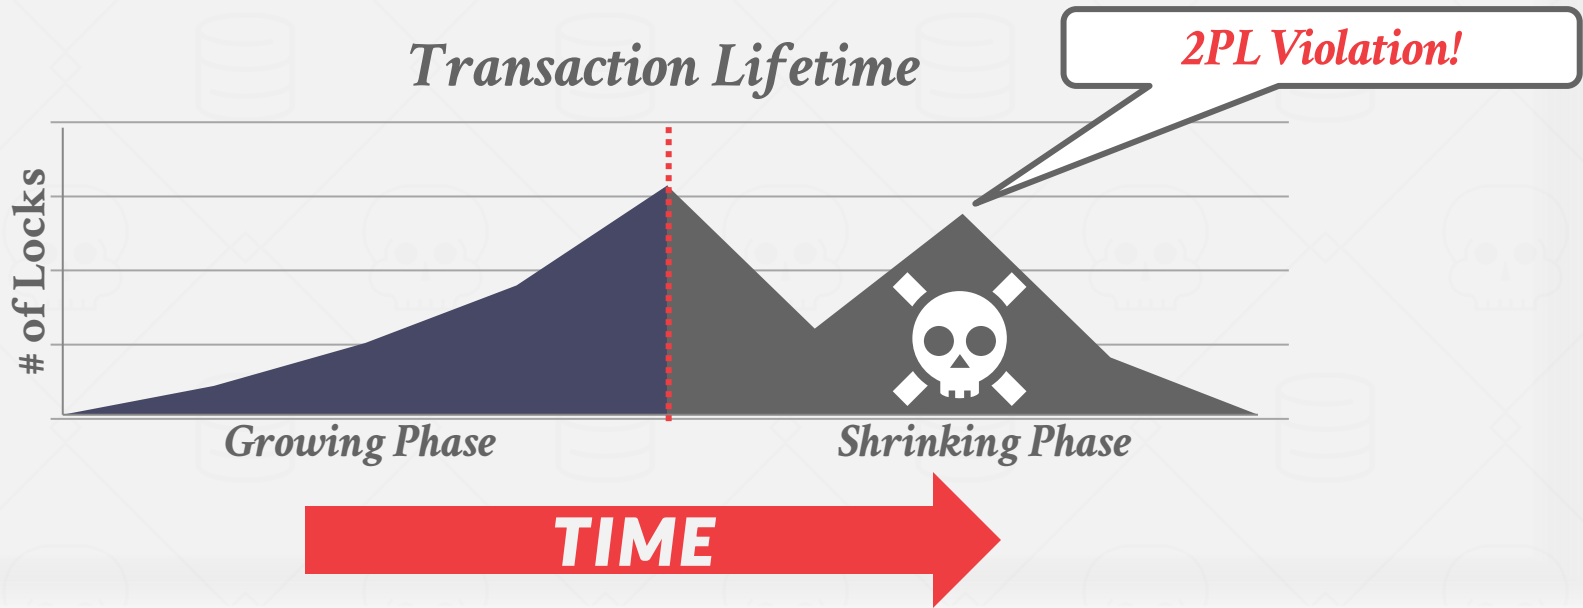 Transaction Lifetime
2PL Violation!
# of Locks
Growing Phase
Shrinking Phase
TIME